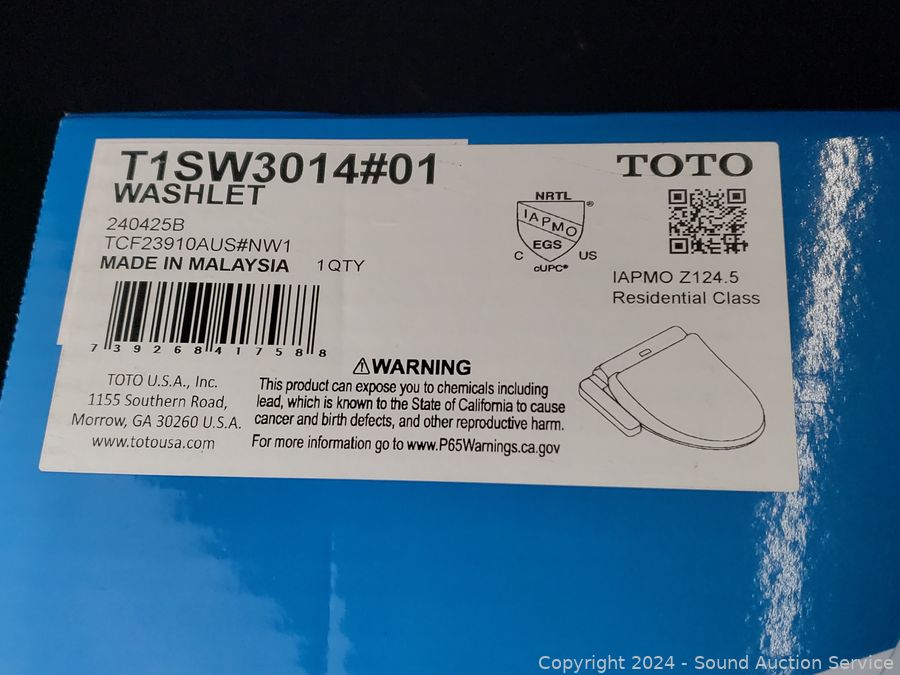 T1SW3014#01
WASHLET
240425B
TCF23910AUS#NW1
MADE IN MALAYSIA 1QTY
7 39268 41758 8
TOTO U.S.A., Inc.
1155 Southern Road,
Morrow, GA 30260 U.S.A.
www.totousa.com
⚠WARNING
This product can expose you to chemicals including
lead, which is known to the State of California to cause
cancer and birth defects, and other reproductive harm.
For more information go to www.P65Warnings.ca.gov
NRTL
IAPMO
®
EGS
C US
cUPC®
TOTO
IAPMO Z124.5
Residential Class
Copyright 2024 - Sound Auction Service